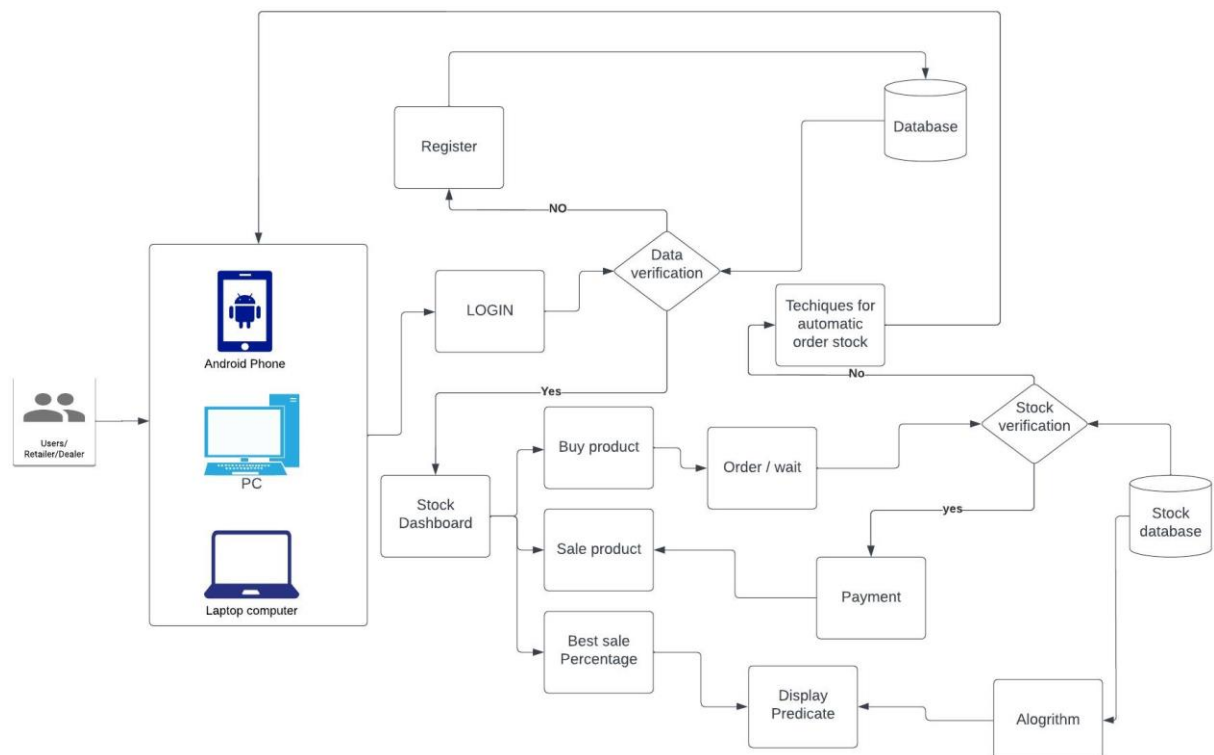 Database
Register
NO
Data
verification
LOGIN
Techiques for
automatic
order stock
Android Phone
No
Yes
Stock
verification
Users/
Retailer/Dealer
PC
Buy product
Order / wait
Stock
Dashboard
yes
Stock
database
Sale product
Payment
Laptop computer
Best sale
Percentage
Display
Predicate
Alogrithm